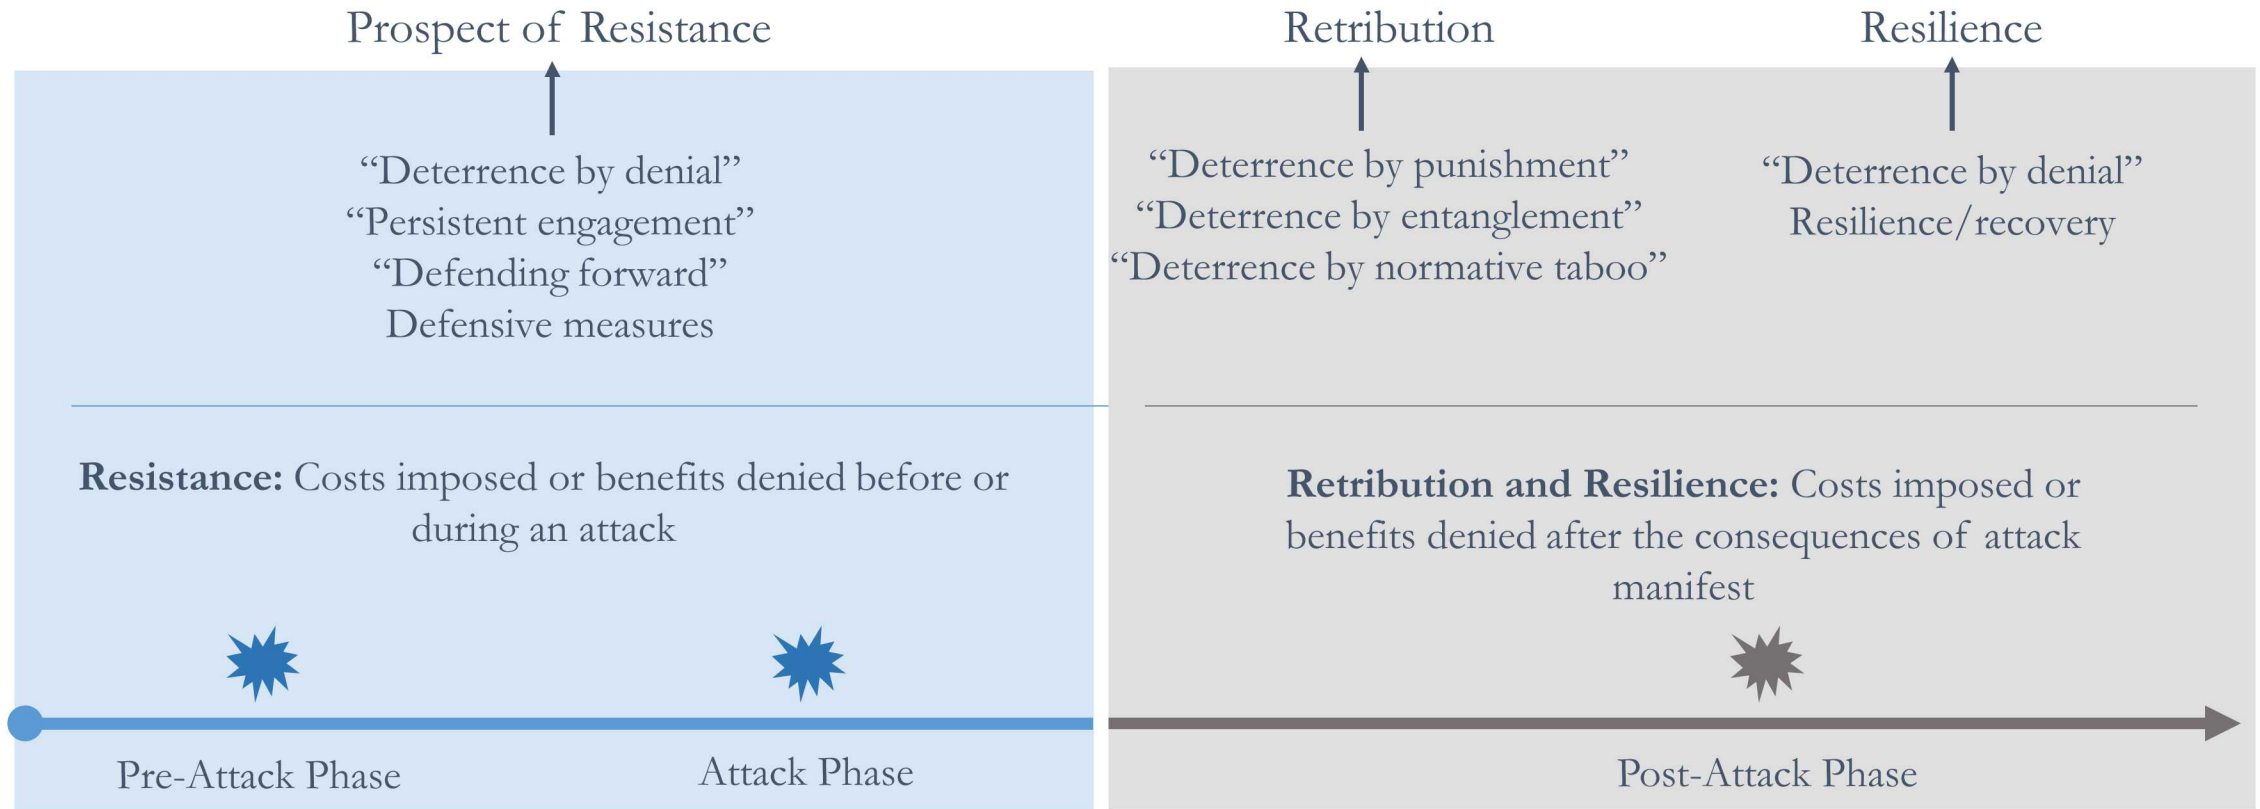 Prospect of Resistance
Retribution
Resilience
“Deterrence by denial”
“Persistent engagement”
“Defending forward”
Defensive measures
“Deterrence by punishment”
“Deterrence by entanglement”
“Deterrence by normative taboo”
“Deterrence by denial”
Resilience/recovery
Resistance: Costs imposed or benefits denied before or
during an attack
Retribution and Resilience: Costs imposed or
benefits denied after the consequences of attack
manifest
Pre-Attack Phase
Attack Phase
Post-Attack Phase